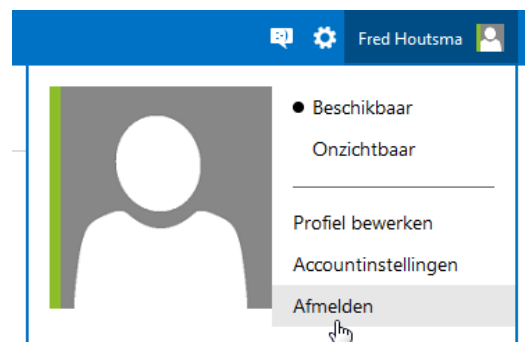 Fred Houtsma
Beschikbaar
Onzichtbaar
Profiel bewerken
Accountinstellingen
Afmelden